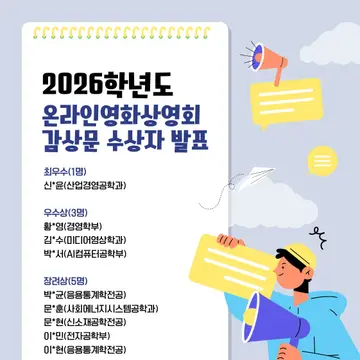 2026학년도
온라인영화상영회
감상문 수상자 발표
최우수(1명)
신*윤(산업경영공학과)
우수상(3명)
황*영(경영학부)
김*수(미디어영상학과)
박*서(AI컴퓨터공학부)
장려상(5명)
박*균(응용통계학전공)
문*훈(사회에너지시스템공학과)
문*현(신소재공학전공)
이*민(전자공학부)
이*현(응용통계학전공)